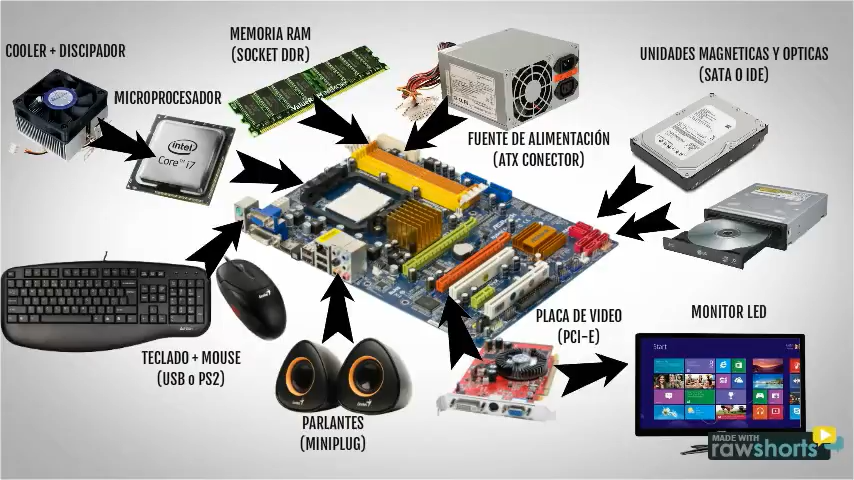 COOLER + DISCIPADOR
MICROPROCESADOR
intel
Core™ i7
MEMORIA RAM
(SOCKET DDR)
FUENTE DE ALIMENTACIÓN
(ATX CONECTOR)
UNIDADES MAGNETICAS Y OPTICAS
(SATA O IDE)
TECLADO + MOUSE
(USB o PS2)
PARLANTES
(MINIPLUG)
PLACA DE VIDEO
(PCI-E)
MONITOR LED
Start
MADE WITH
rawshorts